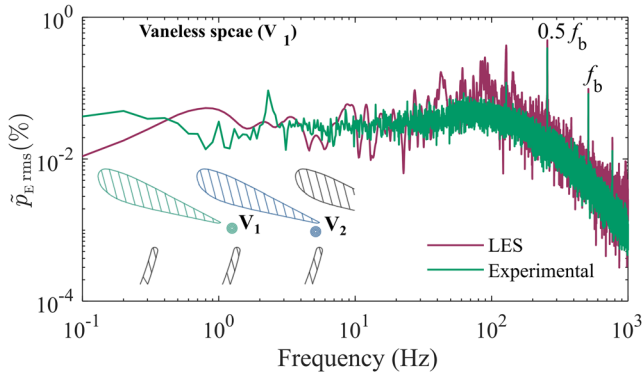 10^0
Vaneless spcae (V_1)
0.5 f_b
f_b
10^-2
p̃_E rms (%)
V_1
V_2
LES
Experimental
10^-4
10^-1
10^0
10^1
10^2
10^3
Frequency (Hz)